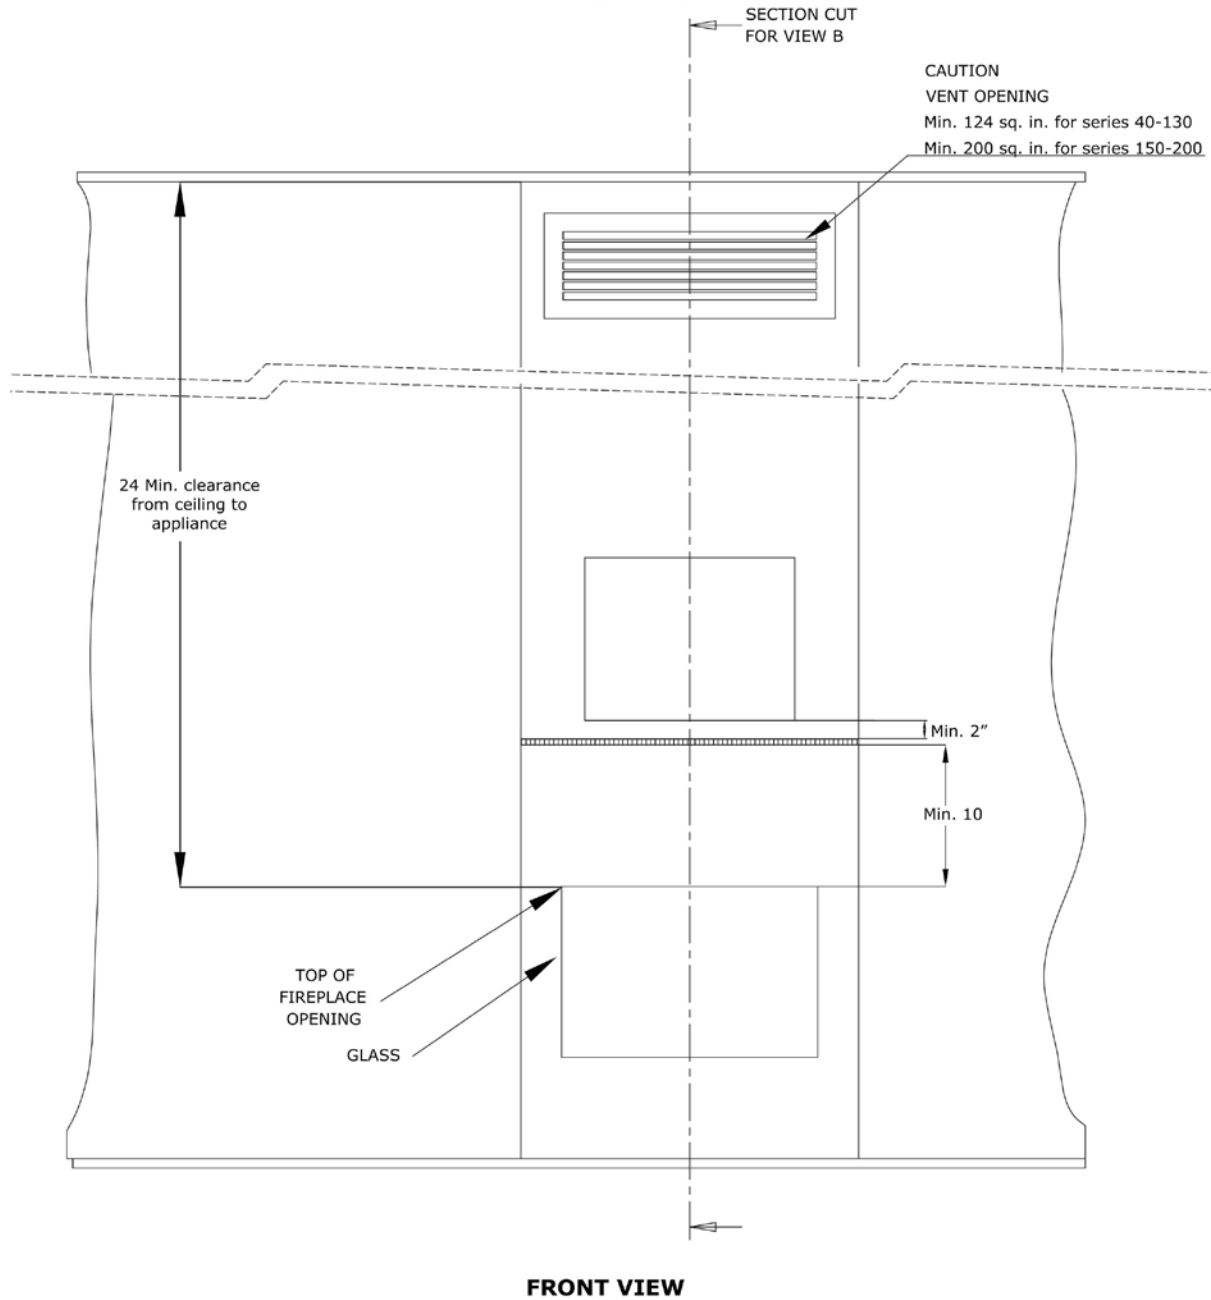 SECTION CUT
FOR VIEW B
CAUTION
VENT OPENING
Min. 124 sq. in. for series 40-130
Min. 200 sq. in. for series 150-200
24 Min. clearance
from ceiling to
appliance
Min. 2”
Min. 10
TOP OF
FIREPLACE
OPENING
GLASS
FRONT VIEW